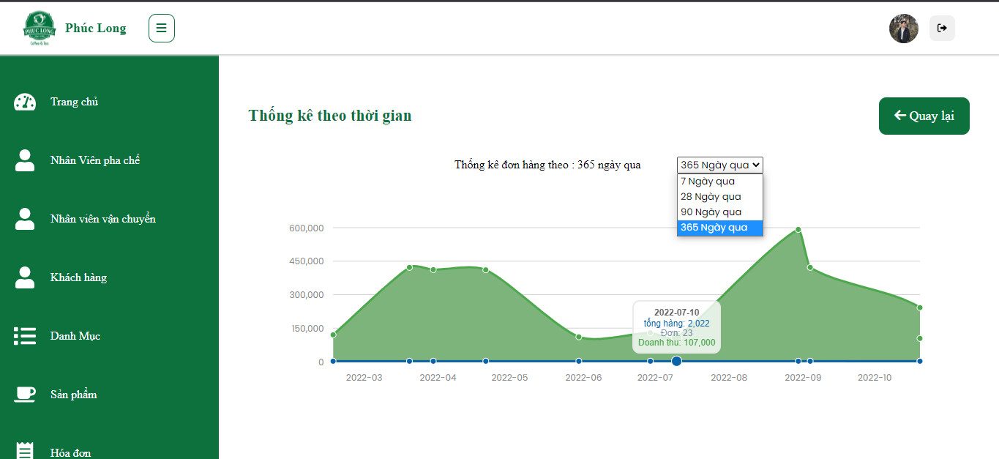 PHUC LONG
Coffee & Tea
Phúc Long
Trang chủ
Nhân Viên pha chế
Nhân viên vận chuyển
Khách hàng
Danh Mục
Sản phẩm
Hóa đơn
Thống kê theo thời gian
Quay lại
Thống kê đơn hàng theo : 365 ngày qua
365 Ngày qua
7 Ngày qua
28 Ngày qua
90 Ngày qua
365 Ngày qua
600,000
450,000
300,000
150,000
0
2022-07-10
tổng hàng: 2,022
Đơn: 23
Doanh thu: 107,000
2022-03 2022-04 2022-05 2022-06 2022-07 2022-08 2022-09 2022-10